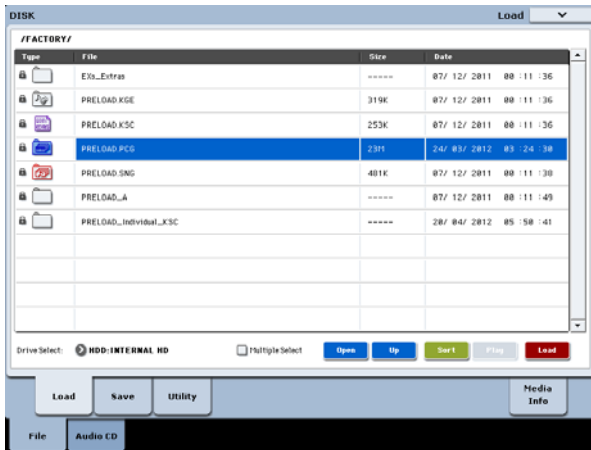 DISK Load
/FACTORY/
Type File Size Date
EXs_Extras ----- 07/ 12/ 2011 00 :11 :36
PRELOAD.KGE 319K 07/ 12/ 2011 00 :11 :36
PRELOAD.KSC 253K 07/ 12/ 2011 00 :11 :36
PRELOAD.PCG 23M 24/ 03/ 2012 03 :24 :30
PRELOAD.SNG 481K 07/ 12/ 2011 00 :11 :38
PRELOAD_A ----- 07/ 12/ 2011 00 :11 :49
PRELOAD_Individual_KSC ----- 20/ 04/ 2012 05 :50 :41
Drive Select: HDD:INTERNAL HD Multiple Select Open Up Sort Play Load
Load Save Utility Media Info
File Audio CD